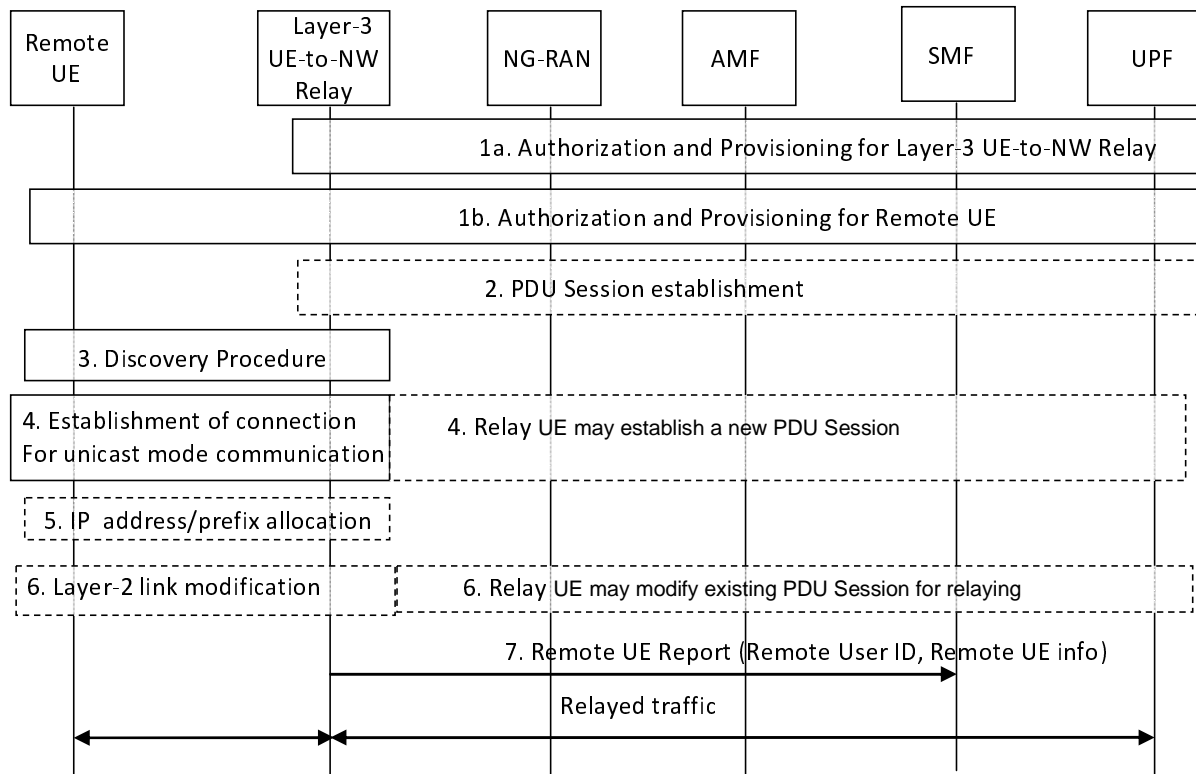 Remote
UE
Layer-3
UE-to-NW
Relay
NG-RAN
AMF
SMF
UPF
1a. Authorization and Provisioning for Layer-3 UE-to-NW Relay
1b. Authorization and Provisioning for Remote UE
2. PDU Session establishment
3. Discovery Procedure
4. Establishment of connection
For unicast mode communication
4. Relay UE may establish a new PDU Session
5. IP address/prefix allocation
6. Layer-2 link modification
6. Relay UE may modify existing PDU Session for relaying
7. Remote UE Report (Remote User ID, Remote UE info)
Relayed traffic